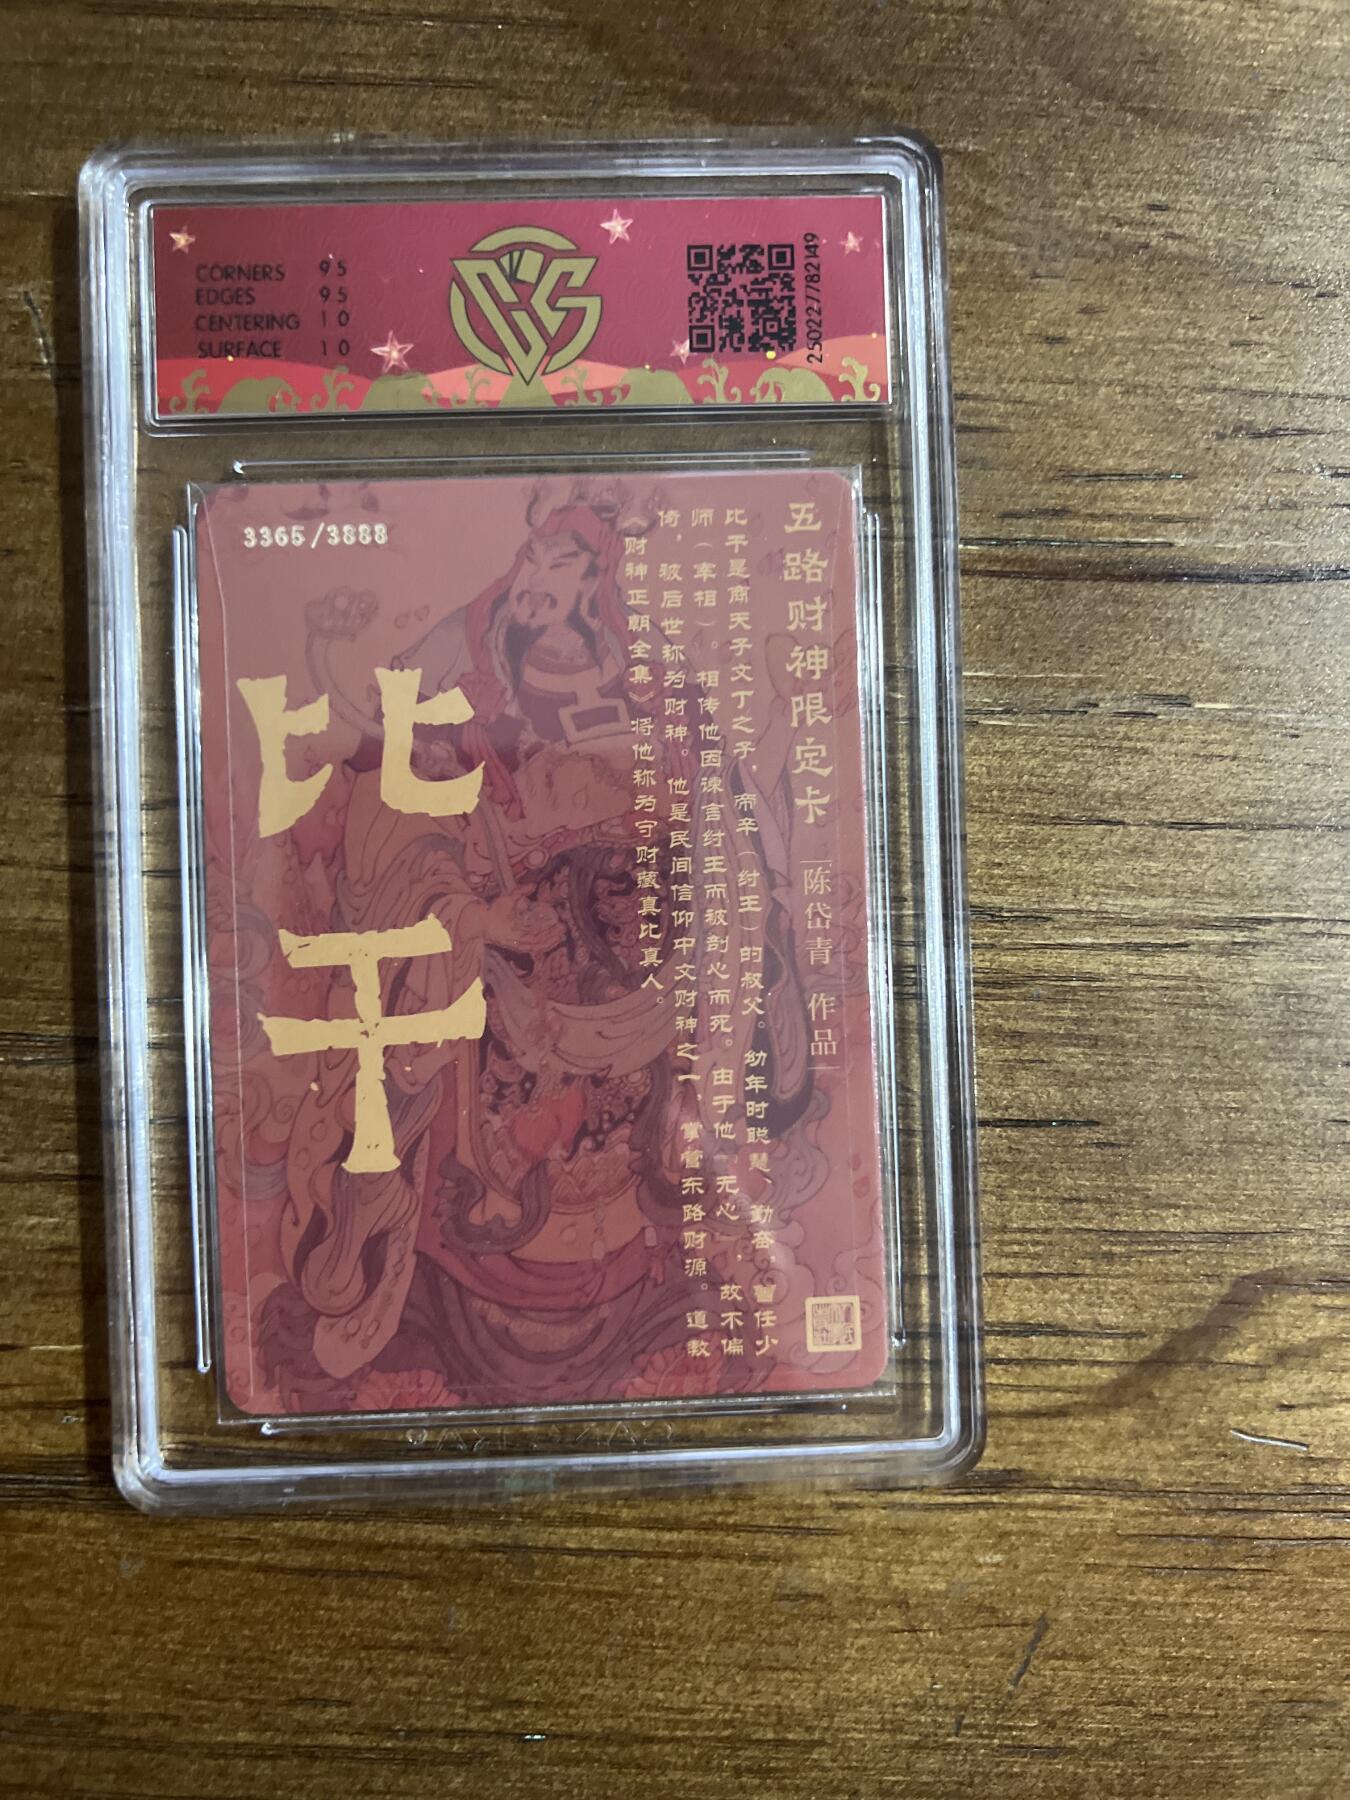 CORNERS 9 5
EDGES 9 5
CENTERING 1 0
SURFACE 1 0
2502277782149
3365/3888
五路财神限定卡
陈岱青 作品
比干是商天子文丁之子，帝辛（纣王）的叔父。幼年时聪慧、勤奋，曾任少
师（宰相）。相传他因谏言纣王而被剖心而死。由于他“无心”，故不偏
倚，被后世称为财神。他是民间信仰中文财神之一，掌管东路财源。道教
《财神正朝全集》将他称为守财藏真比真人。
比干